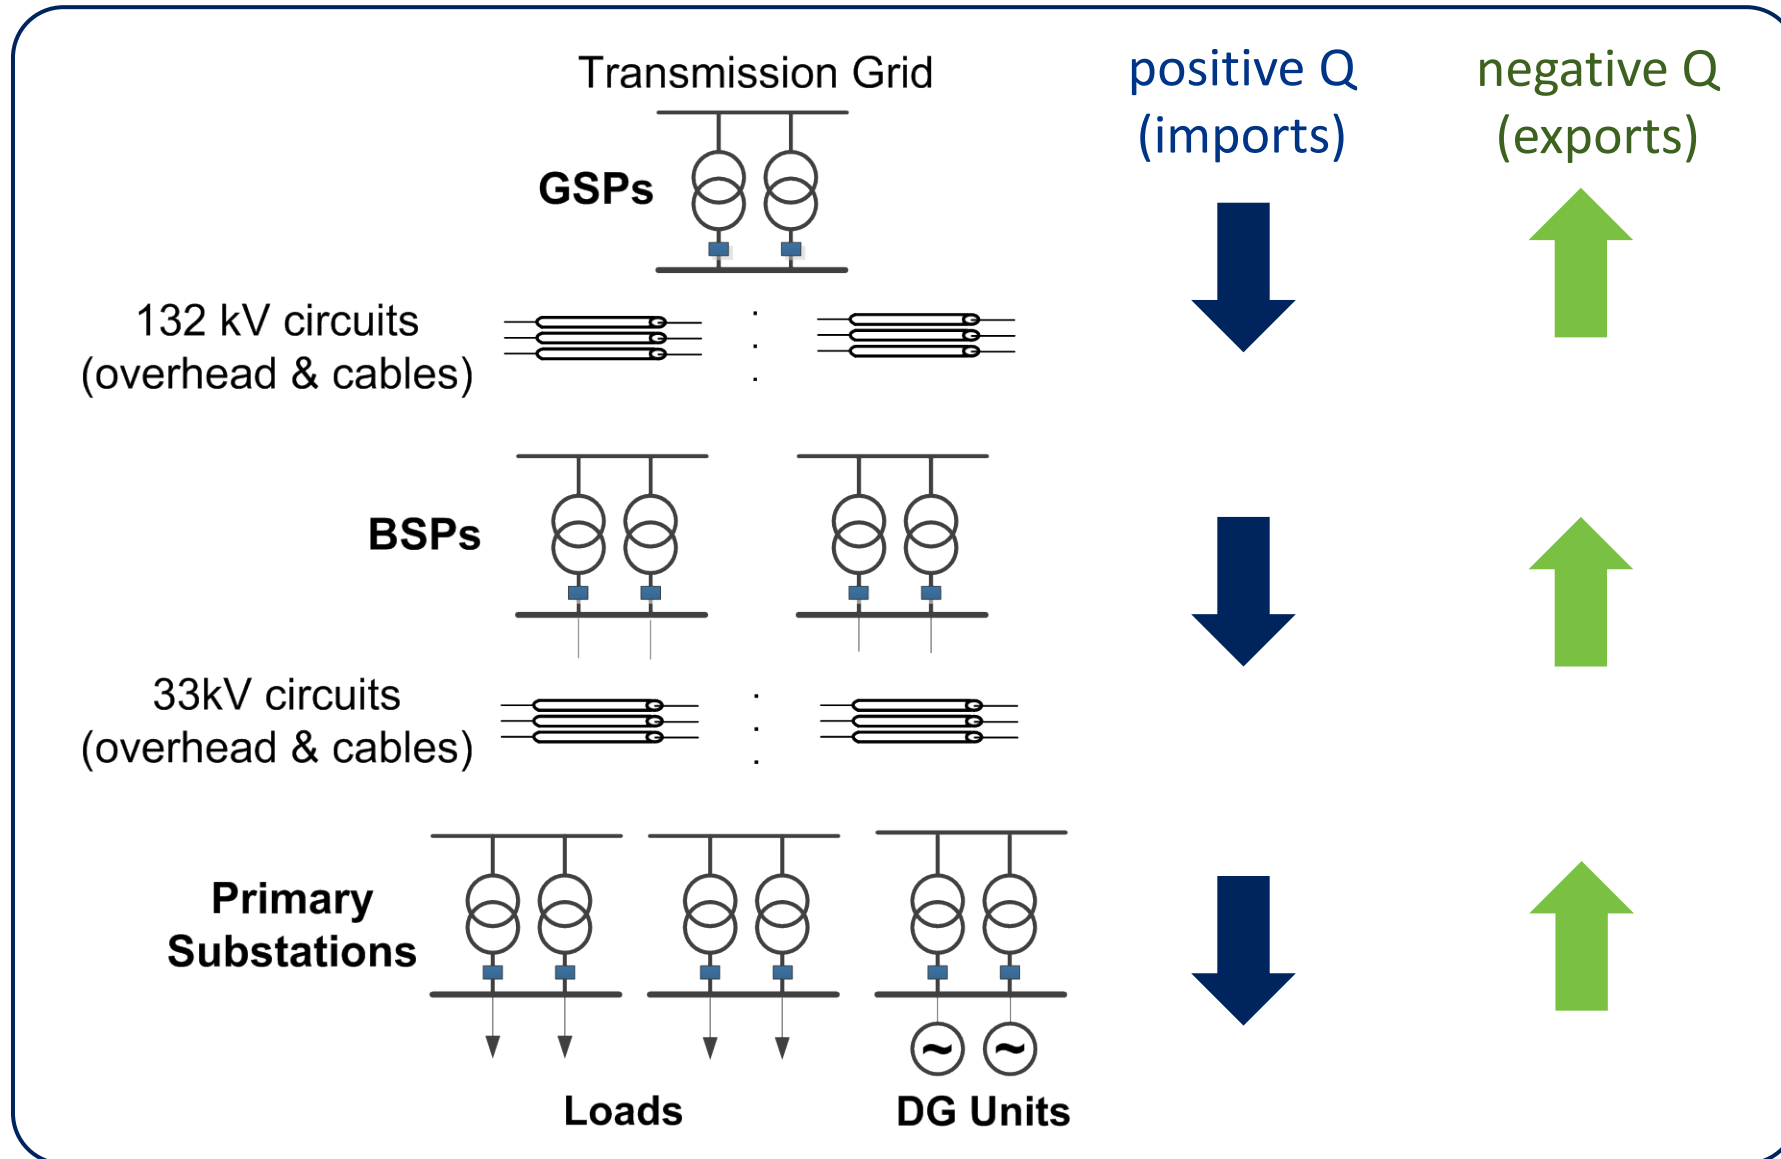 Transmission Grid
positive Q
(imports)
negative Q
(exports)
GSPs
132 kV circuits
(overhead & cables)
BSPs
33kV circuits
(overhead & cables)
Primary
Substations
~ ~
Loads
DG Units